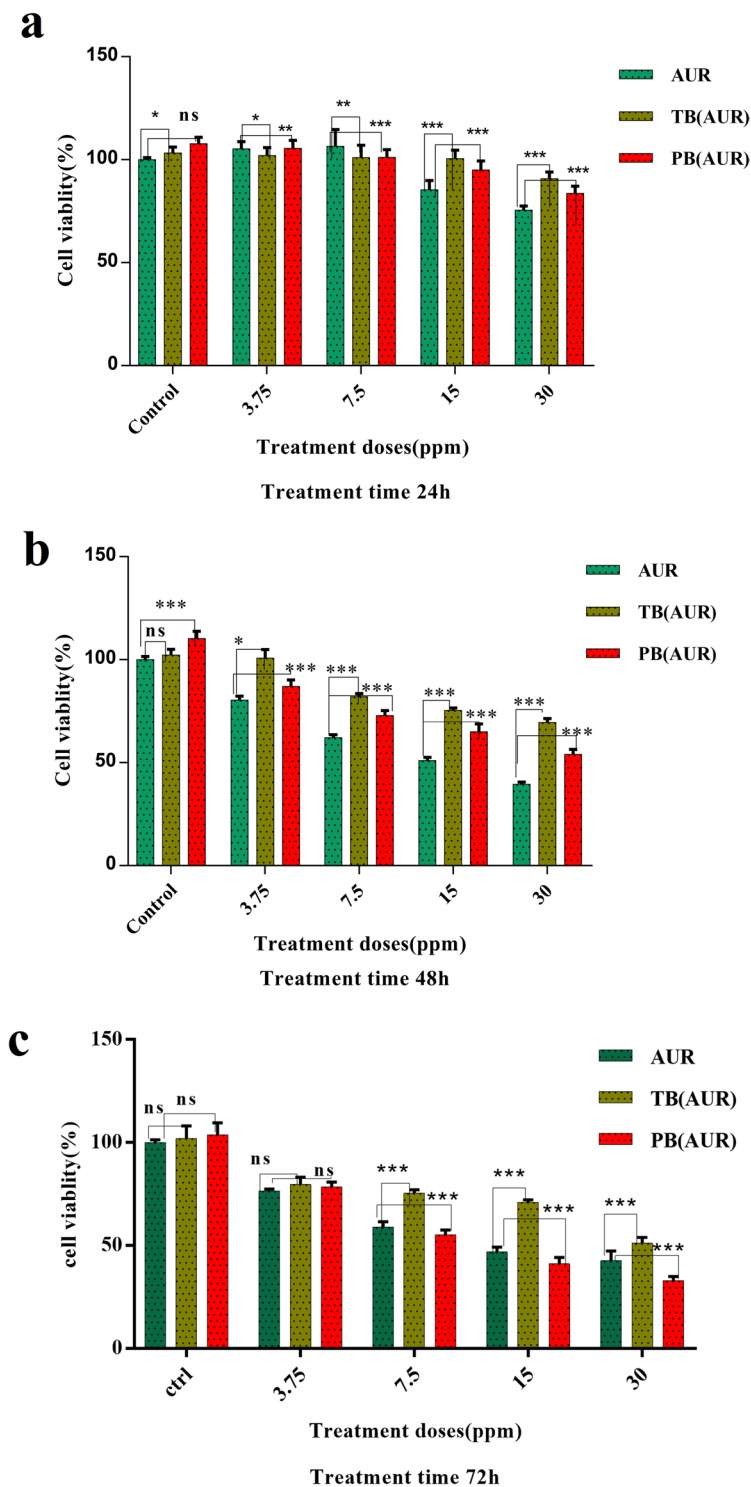 a
150
AUR
TB(AUR)
PB(AUR)
* ns
* **
** ***
*** ***
*** ***
100
50
0
Cell viablity(%)
Control 3.75 7.5 15 30
Treatment doses(ppm)
Treatment time 24h
b
150
AUR
TB(AUR)
PB(AUR)
***
ns
* ***
*** ***
*** ***
*** ***
100
50
0
Cell viablity(%)
Control 3.75 7.5 15 30
Treatment doses(ppm)
Treatment time 48h
c
150
AUR
TB(AUR)
PB(AUR)
ns ns
ns ns
*** ***
*** ***
*** ***
100
50
0
cell viablity(%)
ctrl 3.75 7.5 15 30
Treatment doses(ppm)
Treatment time 72h